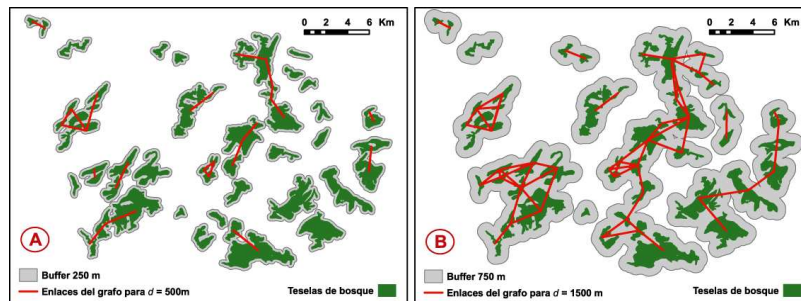 Km
0 2 4 6
A
Buffer 250 m
Enlaces del grafo para d = 500m
Teselas de bosque
Km
0 2 4 6
B
Buffer 750 m
Enlaces del grafo para d = 1500 m
Teselas de bosque